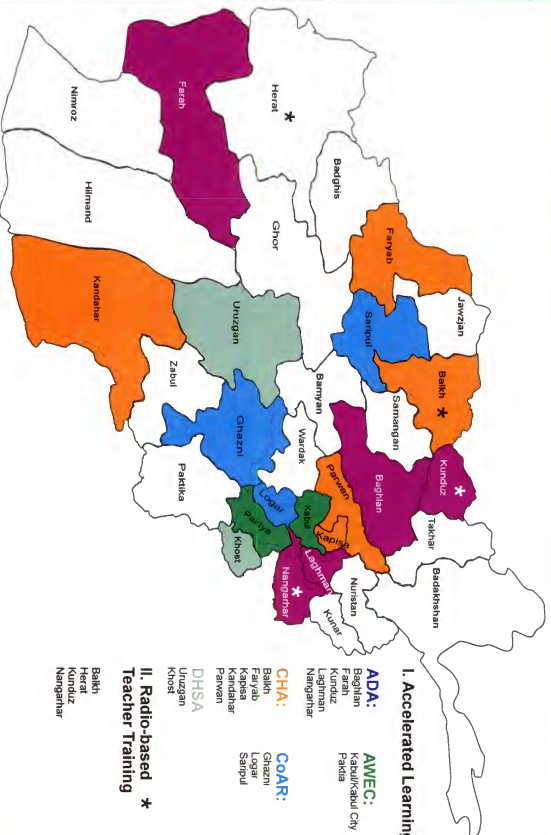 Herat *
Badghis
Faryab
Jawzjan
Balkh *
Saripul
Samangan
Kunduz
*
Takhar
Badakhshan
Baghlan
Farah
Ghor
Bamyan
Parwan
Kapisa
Nuristan
Kunar
Laghman
Nangarhar
*
Kabul
Wardak
Logar
Paktya
Khost
Nimroz
Hilmand
Uruzgan
Ghazni
Kandahar
Zabul
Paktika
I. Accelerated Learning
ADA:
Baghlan
Farah
Kunduz
Laghman
Nangarhar
AWEC:
Kabul/Kabul City
Paktia
CHA:
Balkh
Faryab
Kapisa
Kandahar
Parwan
CoAR:
Ghazni
Logar
Saripul
DHSA
Uruzgan
Khost
II. Radio-based *
Teacher Training
Balkh
Herat
Kunduz
Nangarhar